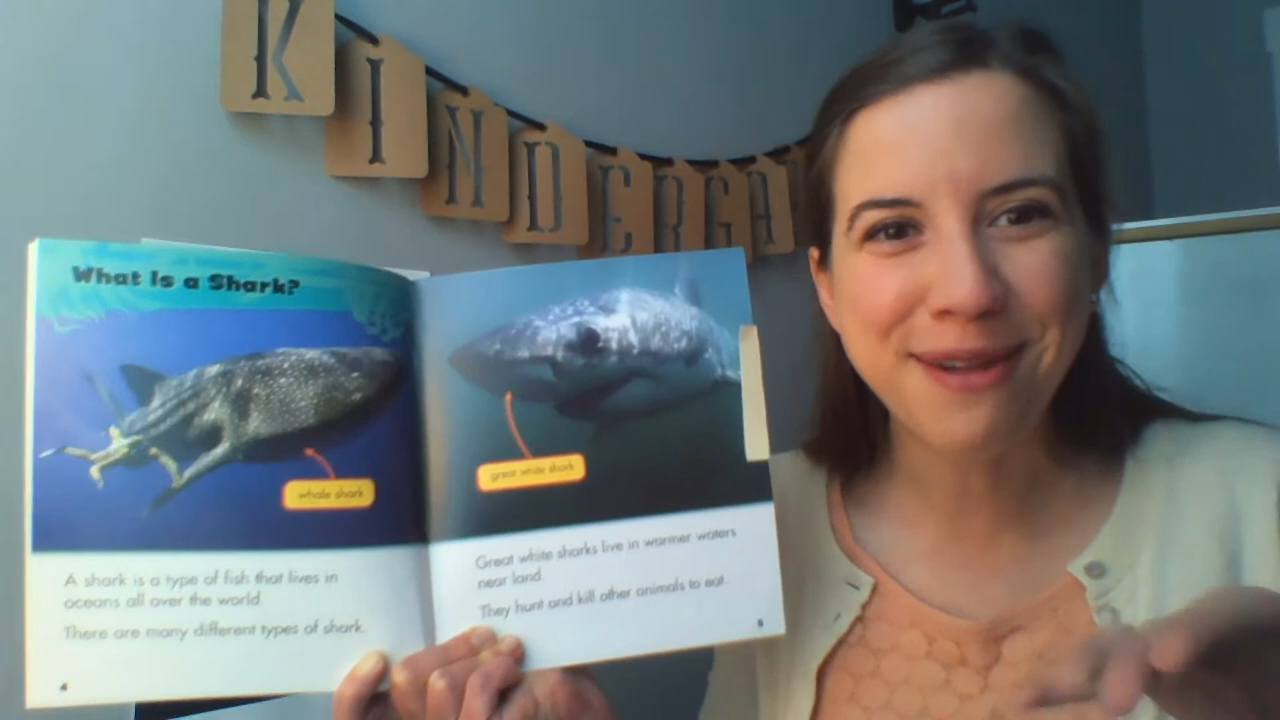 KINDERGA
What Is a Shark?
whale shark
A shark is a type of fish that lives in
oceans all over the world.
There are many different types of shark.
4
great white shark
Great white sharks live in warmer waters
near land.
They hunt and kill other animals to eat.
5